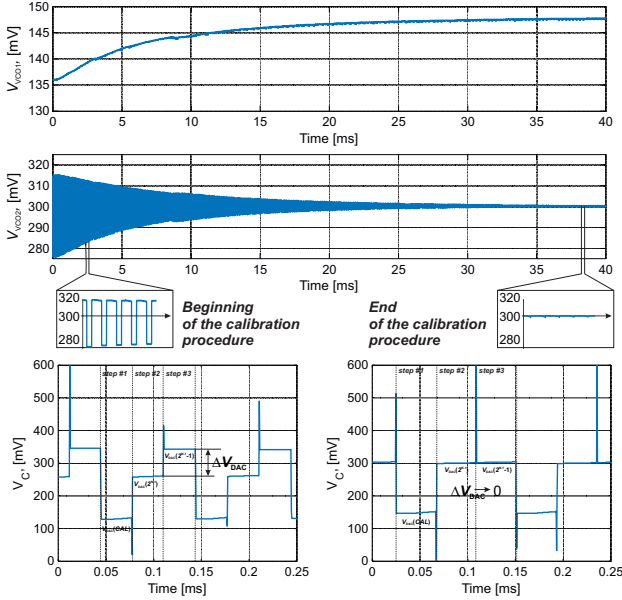 150
145
140
135
130
V_VCO1, [mV]
0 5 10 15 20 25 30 35 40
Time [ms]
320
310
300
290
280
V_VCO2, [mV]
0 5 10 15 20 25 30 35 40
Time [ms]
320
300
280
Beginning
of the calibration
procedure
End
of the calibration
procedure
320
300
280
600
500
400
300
200
100
0
V_C, [mV]
step #1 step #2 step #3
ΔV_DAC
0 0.05 0.1 0.15 0.2 0.25
Time [ms]
600
500
400
300
200
100
0
V_C, [mV]
step #1 step #2 step #3
ΔV_DAC→0
0 0.05 0.1 0.15 0.2 0.25
Time [ms]